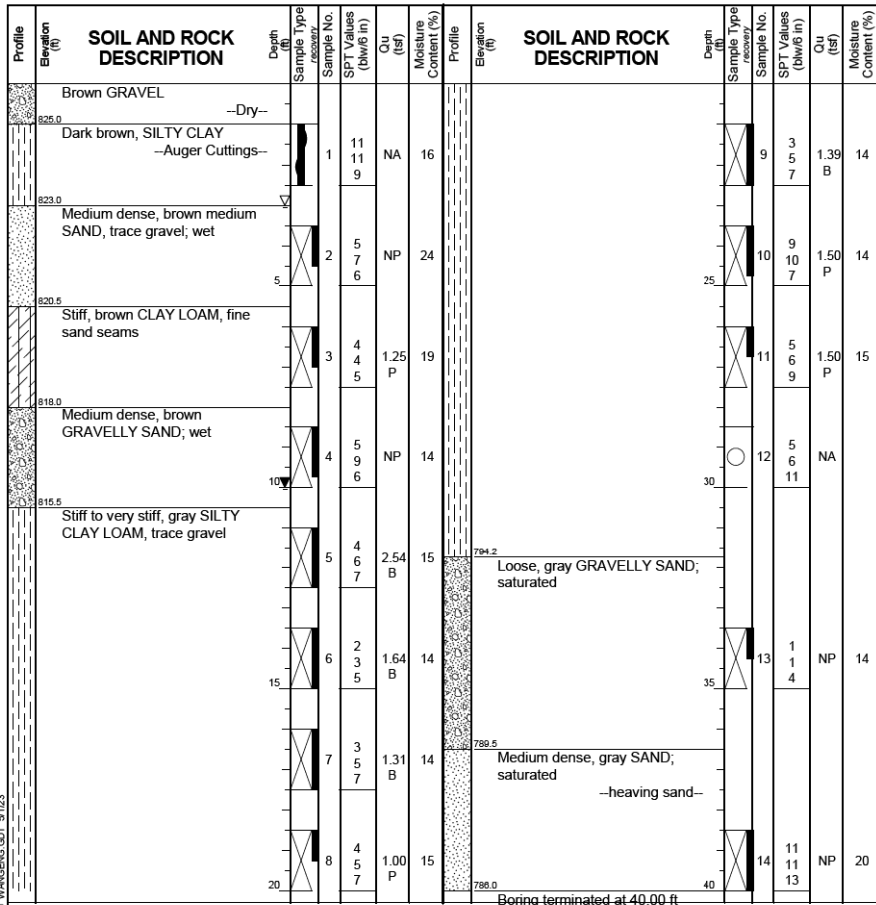 Profile
Elevation (ft)
SOIL AND ROCK
DESCRIPTION
Depth (ft)
Sample Type
recovery
Sample No.
SPT Values (blw/6 in)
Qu (tsf)
Moisture Content (%)
Brown GRAVEL
--Dry--
825.0
Dark brown, SILTY CLAY
--Auger Cuttings--
1
11
11
9
NA
16
823.0
Medium dense, brown medium
SAND, trace gravel; wet
2
5
7
6
NP
24
5
820.5
Stiff, brown CLAY LOAM, fine
sand seams
3
4
4
5
1.25
P
19
818.0
Medium dense, brown
GRAVELLY SAND; wet
4
5
9
6
NP
14
10
815.5
Stiff to very stiff, gray SILTY
CLAY LOAM, trace gravel
5
4
6
7
2.54
B
15
6
2
3
5
1.64
B
14
15
7
3
5
7
1.31
B
14
8
4
5
7
1.00
P
15
20
Profile
Elevation (ft)
SOIL AND ROCK
DESCRIPTION
Depth (ft)
Sample Type
recovery
Sample No.
SPT Values (blw/6 in)
Qu (tsf)
Moisture Content (%)
9
3
5
7
1.39
B
14
10
9
10
7
1.50
P
14
25
11
5
6
9
1.50
P
15
12
5
6
11
NA
30
794.2
Loose, gray GRAVELLY SAND;
saturated
13
1
1
4
NP
14
35
789.5
Medium dense, gray SAND;
saturated
--heaving sand--
14
11
11
13
NP
20
40
786.0
Boring terminated at 40.00 ft